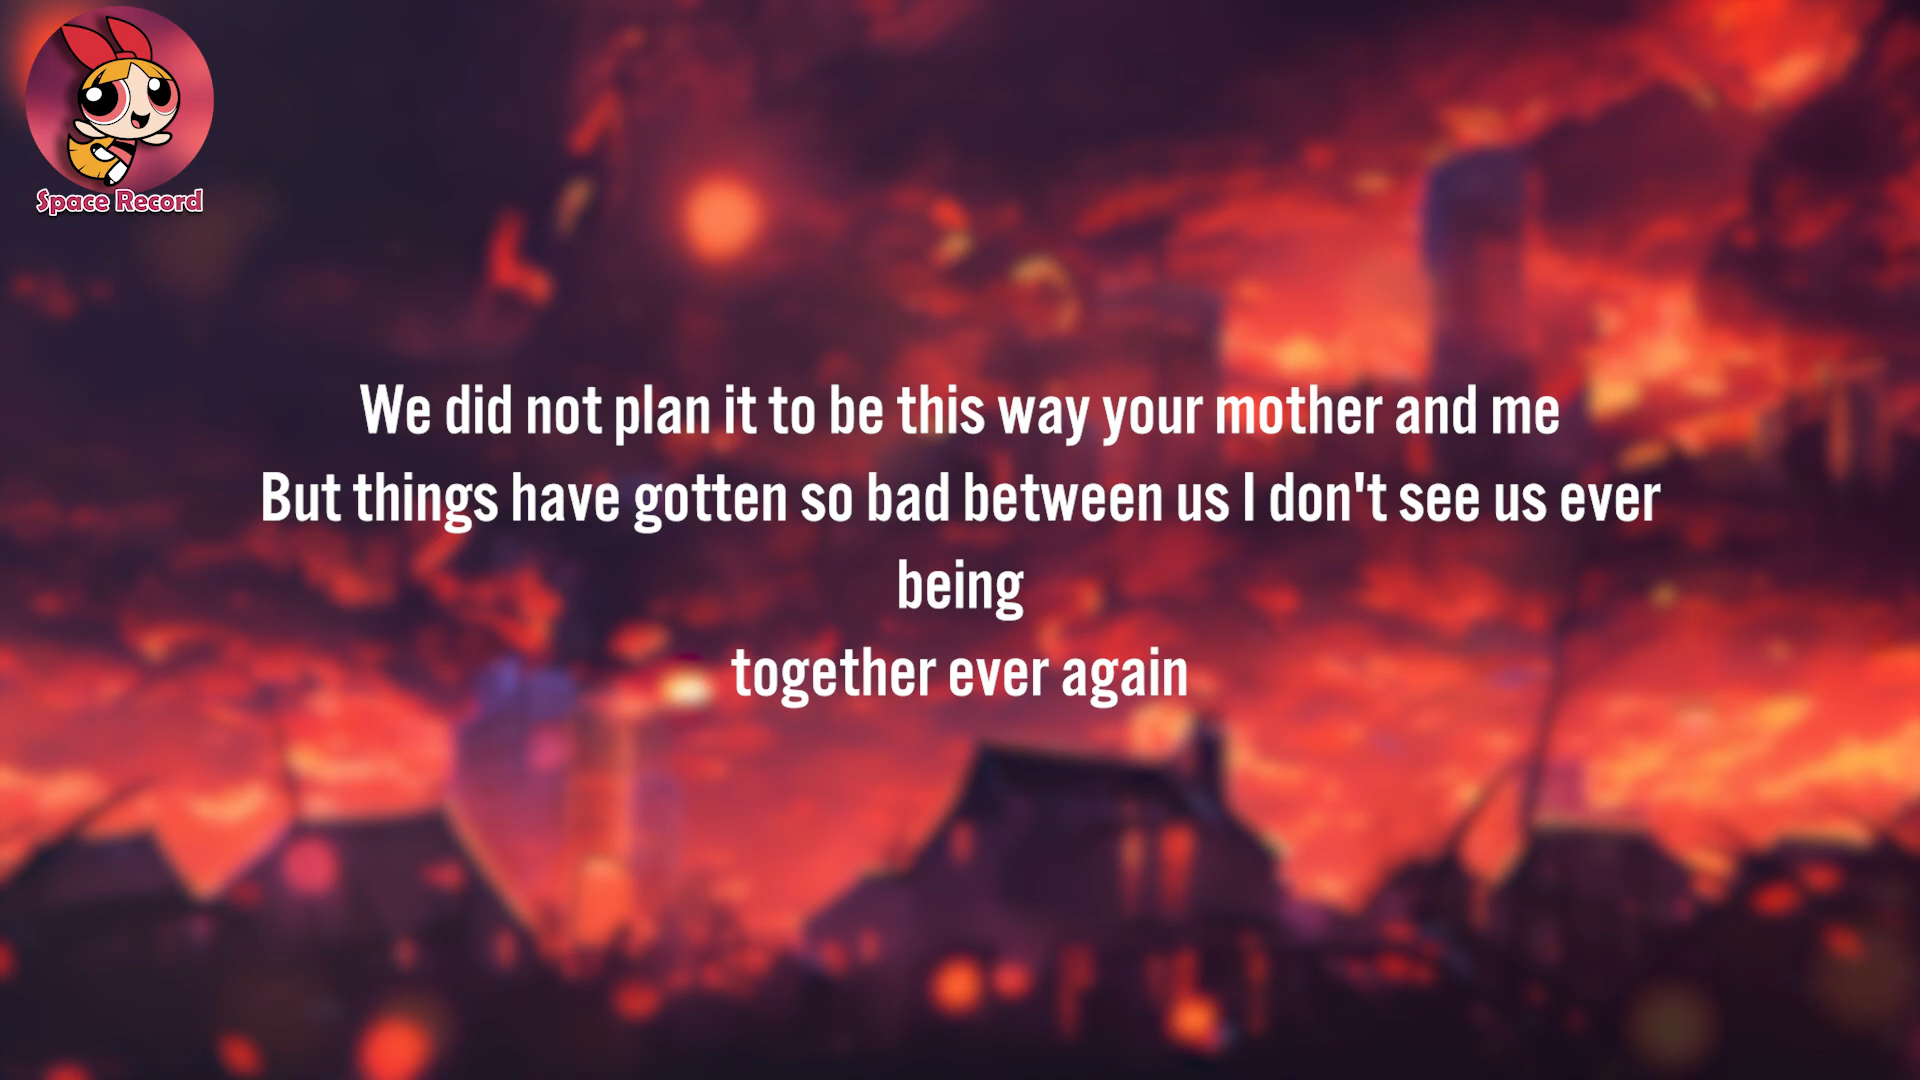 Space Record
We did not plan it to be this way your mother and me
But things have gotten so bad between us I don't see us ever
being
together ever again